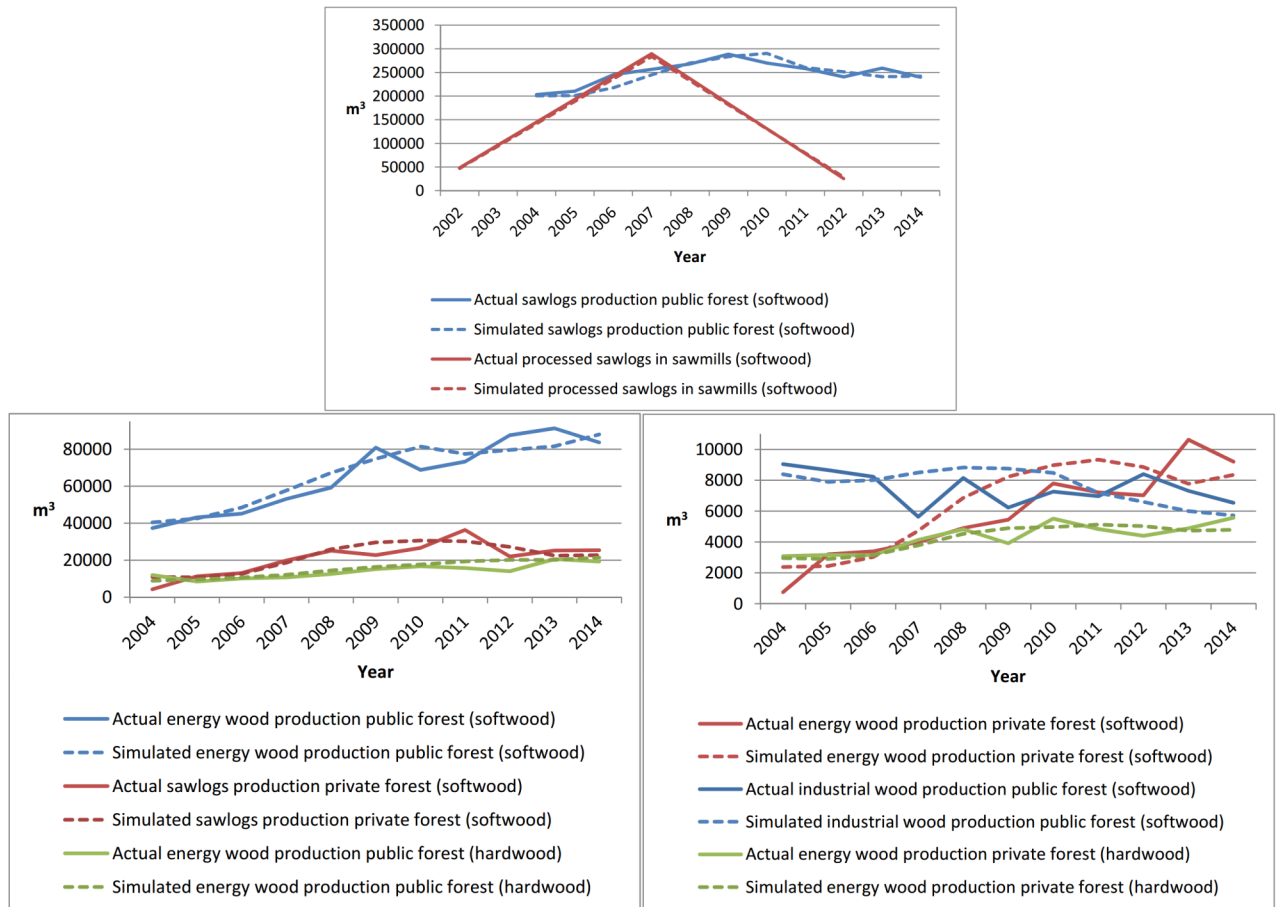 350000
300000
250000
200000
150000
100000
50000
0
m³
2002 2003 2004 2005 2006 2007 2008 2009 2010 2011 2012 2013 2014
Year
Actual sawlogs production public forest (softwood)
Simulated sawlogs production public forest (softwood)
Actual processed sawlogs in sawmills (softwood)
Simulated processed sawlogs in sawmills (softwood)
80000
60000
40000
20000
0
m³
2004 2005 2006 2007 2008 2009 2010 2011 2012 2013 2014
Year
Actual energy wood production public forest (softwood)
Simulated energy wood production public forest (softwood)
Actual sawlogs production private forest (softwood)
Simulated sawlogs production private forest (softwood)
Actual energy wood production public forest (hardwood)
Simulated energy wood production public forest (hardwood)
10000
8000
6000
4000
2000
0
m³
2004 2005 2006 2007 2008 2009 2010 2011 2012 2013 2014
Year
Actual energy wood production private forest (softwood)
Simulated energy wood production private forest (softwood)
Actual industrial wood production public forest (softwood)
Simulated industrial wood production public forest (softwood)
Actual energy wood production private forest (hardwood)
Simulated energy wood production private forest (hardwood)